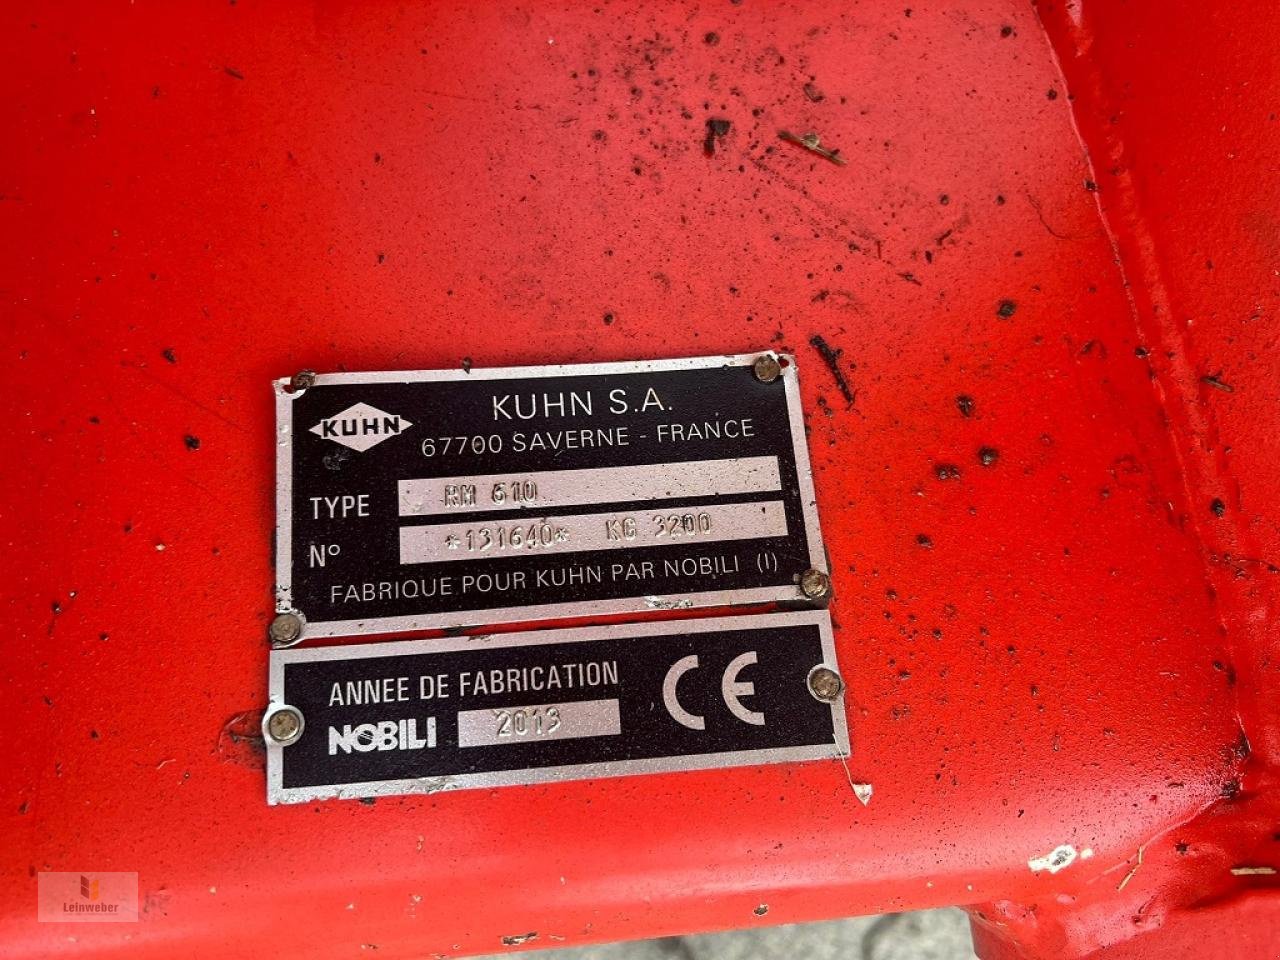 KUHN
KUHN S.A.
67700 SAVERNE - FRANCE
TYPE RM 610
N° *131640* KG 3200
FABRIQUE POUR KUHN PAR NOBILI (I)
ANNEE DE FABRICATION
NOBILI 2013
CE
Leinweber